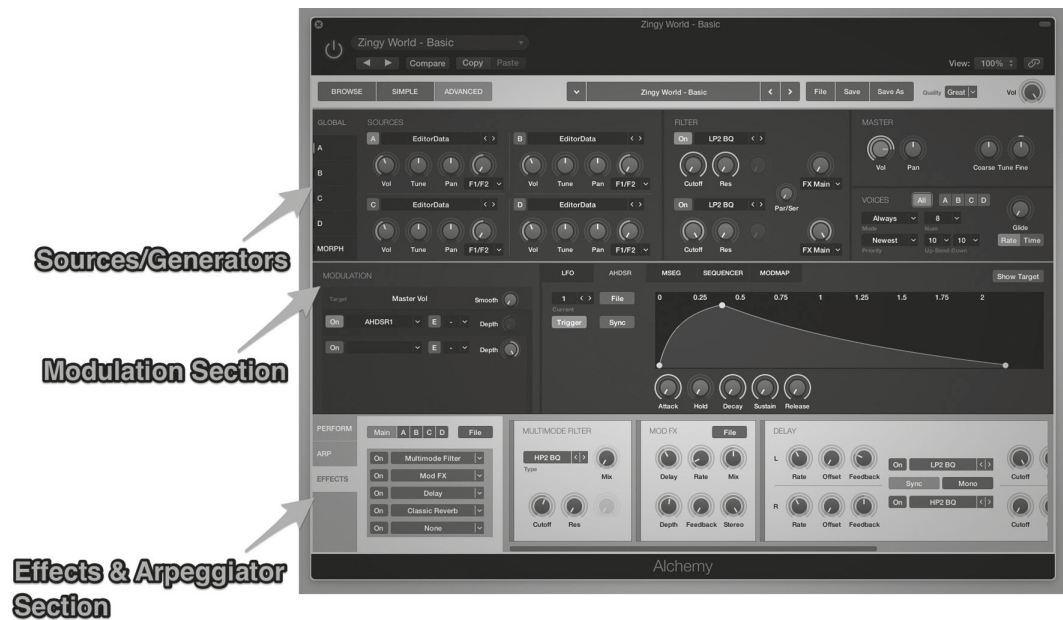 Zingy World - Basic
Zingy World - Basic
Compare Copy Paste
View: 100%
BROWSE SIMPLE ADVANCED Zingy World - Basic File Save Save As Quality Great Vol
GLOBAL SOURCES FILTER MASTER
A A EditorData B EditorData On LP2 BQ
Vol Tune Pan F1/F2 Vol Tune Pan F1/F2 Cutoff Res FX Main Vol Pan Coarse Tune Fine
B
C C EditorData D EditorData On LP2 BQ Par/Ser VOICES All A B C D
Always 8
Mode Num Glide
D
Vol Tune Pan F1/F2 Vol Tune Pan F1/F2 Cutoff Res FX Main Newest 10 10 Rate Time
MORPH Priority Up-Bend-Down
Sources/Generators
MODULATION LFO AHDSR MSEG SEQUENCER MODMAP Show Target
Target Master Vol Smooth 1 File 0 0.25 0.5 0.75 1 1.25 1.5 1.75 2
Current
On AHDSR1 E - Depth Trigger Sync
On E - Depth
Modulation Section
Attack Hold Decay Sustain Release
PERFORM Main A B C D File MULTIMODE FILTER MOD FX File DELAY
ARP On Multimode Filter HP2 BQ
Type Mix Delay Rate Mix L Rate Offset Feedback On LP2 BQ Cutoff
EFFECTS On Mod FX
On Delay Sync Mono
On Classic Reverb R On HP2 BQ
On None Cutoff Res Depth Feedback Stereo Rate Offset Feedback Cutoff
Effects & Arpeggiator
Section
Alchemy